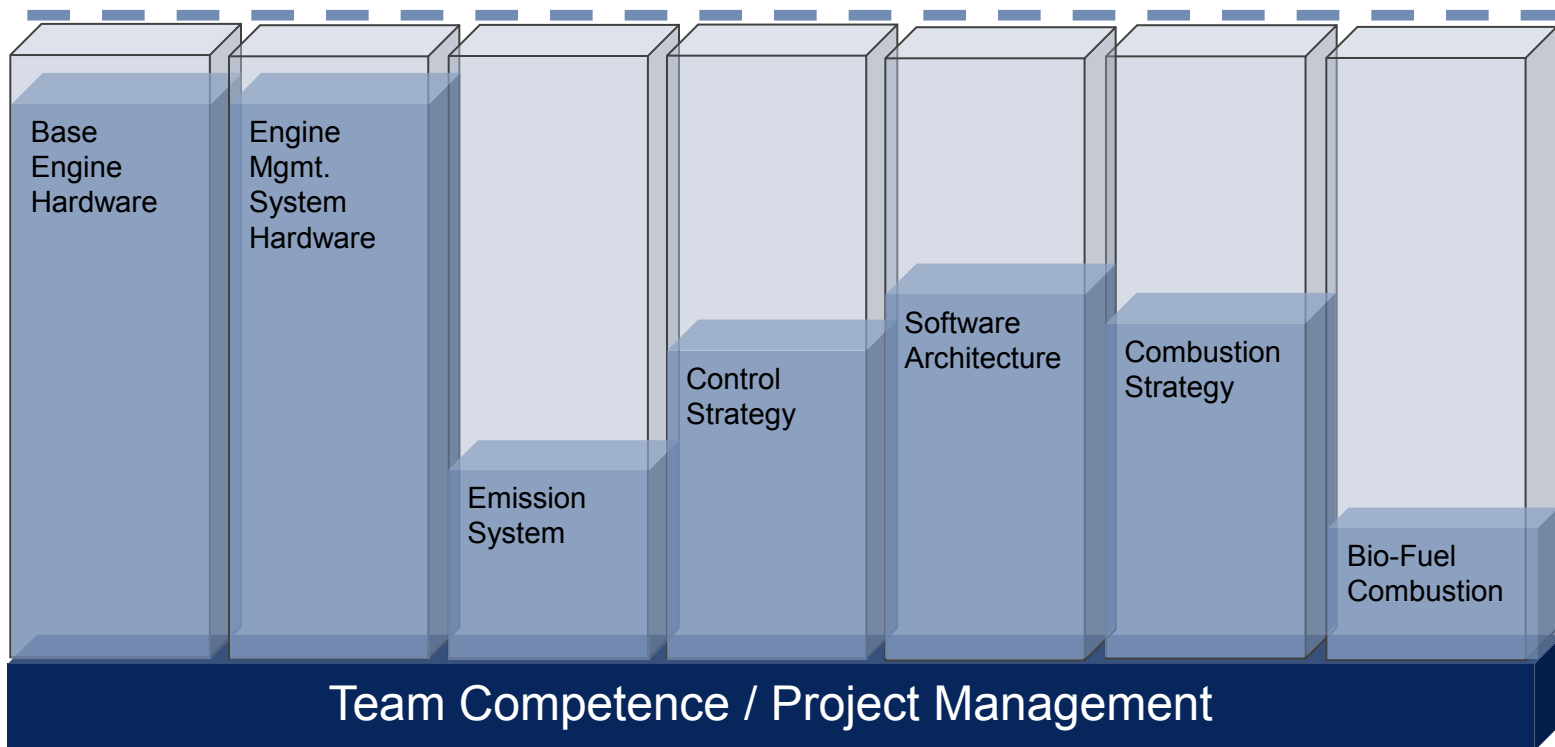 Base
Engine
Hardware
Engine
Mgmt.
System
Hardware
Emission
System
Control
Strategy
Software
Architecture
Combustion
Strategy
Bio-Fuel
Combustion
Team Competence / Project Management